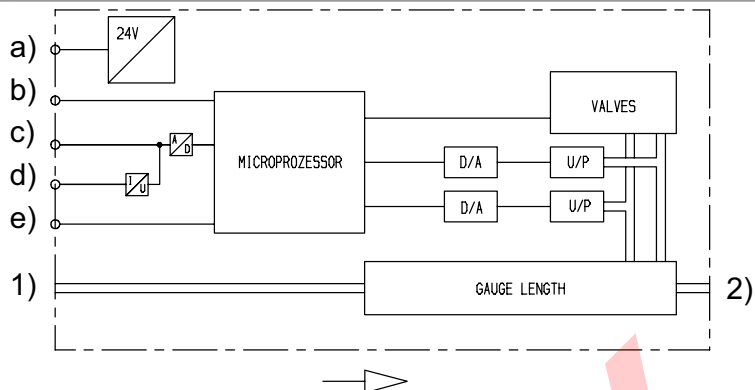 a)
24V
b)
c)
A
D
d)
I
U
e)
MICROPROZESSOR
VALVES
D/A
U/P
D/A
U/P
1)
GAUGE LENGTH
2)